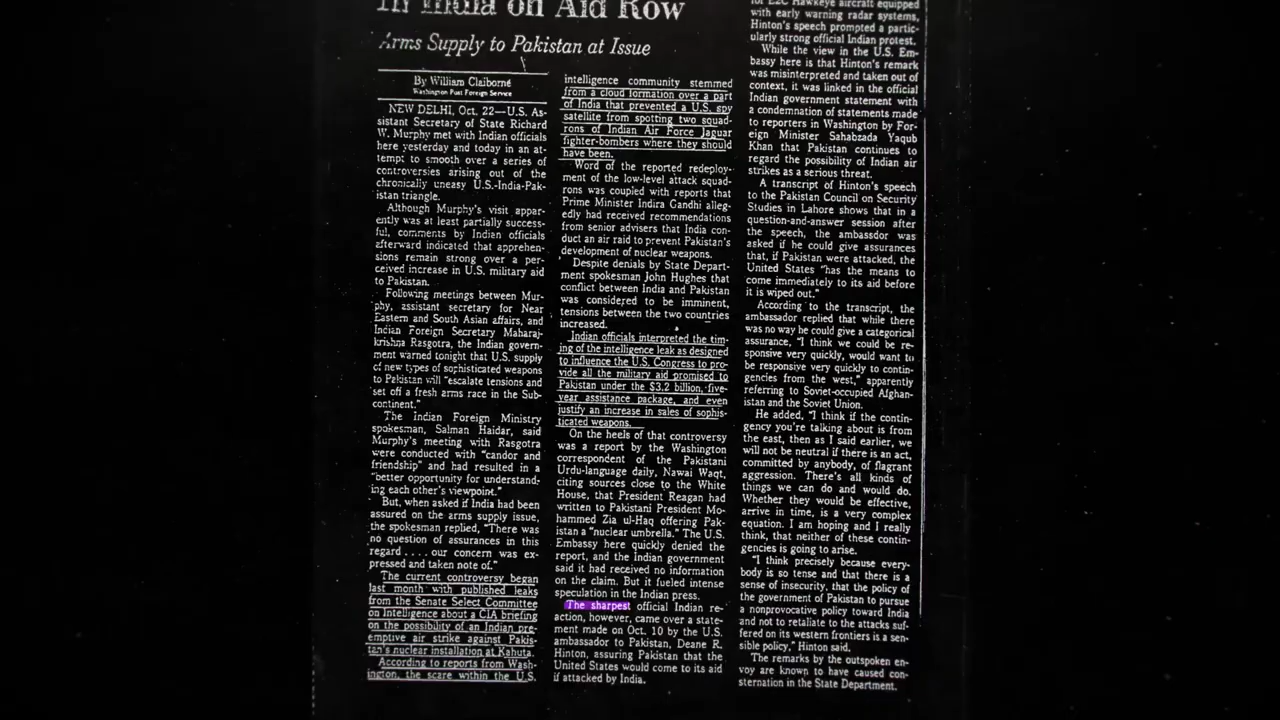 In India on Aid Row
Arms Supply to Pakistan at Issue
By William Claiborne
Washington Post Foreign Service
NEW DELHI, Oct. 22—U.S. As-
sistant Secretary of State Richard
W. Murphy met with Indian officials
here yesterday and today in an at-
tempt to smooth over a series of
controversies arising out of the
chronically uneasy U.S.-India-Pak-
istan triangle.
Although Murphy's visit appar-
ently was at least partially success-
ful, comments by Indian officials
afterward indicated that apprehen-
sions remain strong over a per-
ceived increase in U.S. military aid
to Pakistan.
Following meetings between Mur-
phy, assistant secretary for Near
Eastern and South Asian affairs, and
Indian Foreign Secretary Maharaj-
krishna Rasgotra, the Indian govern-
ment warned tonight that U.S. supply
of new types of sophisticated weapons
to Pakistan will "escalate tensions and
set off a fresh arms race in the Sub-
continent."
The Indian Foreign Ministry
spokesman, Salman Haidar, said
Murphy's meeting with Rasgotra
were conducted with "candor and
friendship" and had resulted in a
"better opportunity for understand-
ing each other's viewpoint."
But, when asked if India had been
assured on the arms supply issue,
the spokesman replied, "There was
no question of assurances in this
regard . . . . our concern was ex-
pressed and taken note of."
The current controversy began
last month with published leaks
from the Senate Select Committee
on Intelligence about a CIA briefing
on the possibility of an Indian pre-
emptive air strike against Pakis-
tan's nuclear installation at Kahuta.
According to reports from Wash-
ington, the scare within the U.S.
intelligence community stemmed
from a cloud formation over a part
of India that prevented a U.S. spy
satellite from spotting two squad-
rons of Indian Air Force Jaguar
fighter-bombers where they should
have been.
Word of the reported redeploy-
ment of the low-level attack squad-
rons was coupled with reports that
Prime Minister Indira Gandhi alleg-
edly had received recommendations
from senior advisers that India con-
duct an air raid to prevent Pakistan's
development of nuclear weapons.
Despite denials by State Depart-
ment spokesman John Hughes that
conflict between India and Pakistan
was considered to be imminent,
tensions between the two countries
increased.
Indian officials interpreted the tim-
ing of the intelligence leak as designed
to influence the U.S. Congress to pro-
vide all the military aid promised to
Pakistan under the $3.2 billion, five-
year assistance package, and even
justify an increase in sales of sophis-
ticated weapons.
On the heels of that controversy
was a report by the Washington
correspondent of the Pakistani
Urdu-language daily, Nawai Waqt,
citing sources close to the White
House, that President Reagan had
written to Pakistani President Mo-
hammed Zia ul-Haq offering Pak-
istan a "nuclear umbrella." The U.S.
Embassy here quickly denied the
report, and the Indian government
said it had received no information
on the claim. But it fueled intense
speculation in the Indian press.
The sharpest official Indian re-
action, however, came over a state-
ment made on Oct. 10 by the U.S.
ambassador to Pakistan, Deane R.
Hinton, assuring Pakistan that the
United States would come to its aid
if attacked by India.
for E2C Hawkeye aircraft equipped
with early warning radar systems,
Hinton's speech prompted a partic-
ularly strong official Indian protest.
While the view in the U.S. Em-
bassy here is that Hinton's remark
was misinterpreted and taken out of
context, it was linked in the official
Indian government statement with
a condemnation of statements made
to reporters in Washington by For-
eign Minister Sahabzada Yaqub
Khan that Pakistan continues to
regard the possibility of Indian air
strikes as a serious threat.
A transcript of Hinton's speech
to the Pakistan Council on Security
Studies in Lahore shows that in a
question-and-answer session after
the speech, the ambassdor was
asked if he could give assurances
that, if Pakistan were attacked, the
United States "has the means to
come immediately to its aid before
it is wiped out."
According to the transcript, the
ambassador replied that while there
was no way he could give a categorical
assurance, "I think we could be re-
sponsive very quickly, would want to
be responsive very quickly to contin-
gencies from the west," apparently
referring to Soviet-occupied Afghan-
istan and the Soviet Union.
He added, "I think if the contin-
gency you're talking about is from
the east, then as I said earlier, we
will not be neutral if there is an act,
committed by anybody, of flagrant
aggression. There's all kinds of
things we can do and would do.
Whether they would be effective,
arrive in time, is a very complex
equation. I am hoping and I really
think, that neither of these contin-
gencies is going to arise.
"I think precisely because every-
body is so tense and that there is a
sense of insecurity, that the policy of
the government of Pakistan to pursue
a nonprovocative policy toward India
and not to retaliate to the attacks suf-
fered on its western frontiers is a sen-
sible policy," Hinton said.
The remarks by the outspoken en-
voy are known to have caused con-
sternation in the State Department.